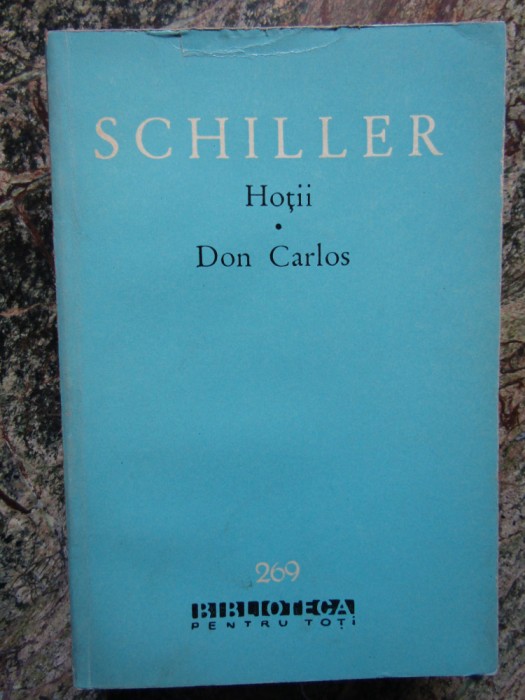 SCHILLER
Hoţii
•
Don Carlos
269
BIBLIOTECA
PENTRU TOŢI